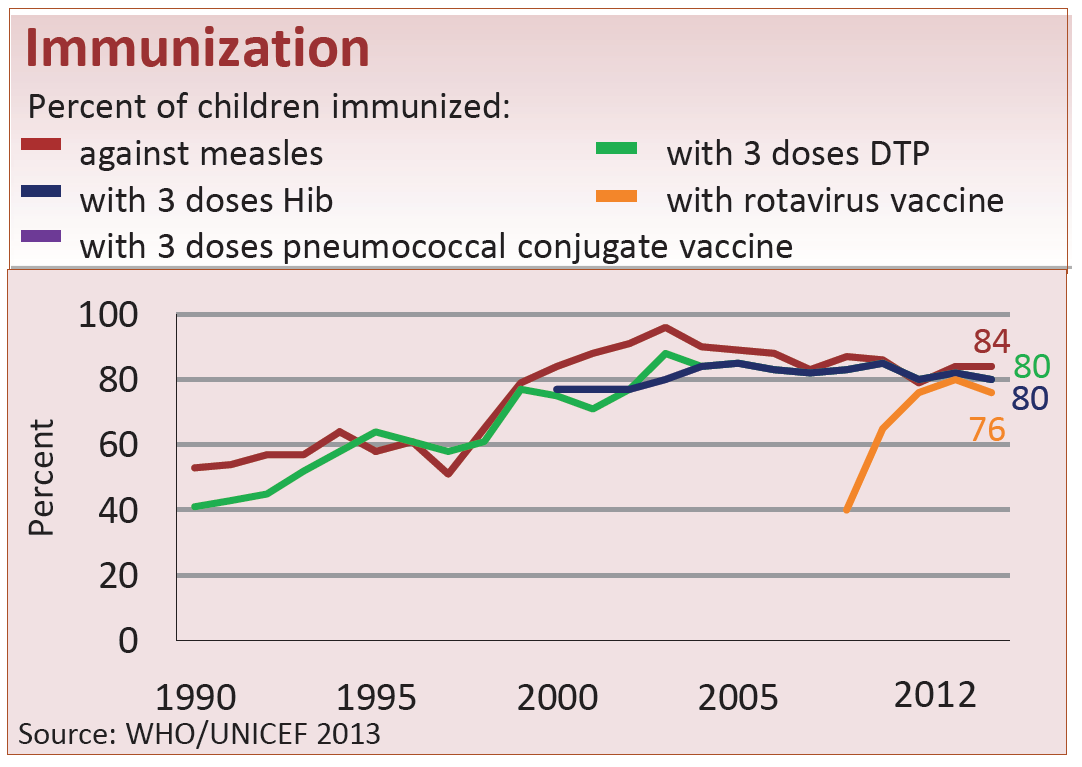 Immunization
Percent of children immunized:
against measles
with 3 doses DTP
with 3 doses Hib
with rotavirus vaccine
with 3 doses pneumococcal conjugate vaccine
100
80
60
40
20
0
Percent
84
80
80
76
1990 1995 2000 2005 2012
Source: WHO/UNICEF 2013